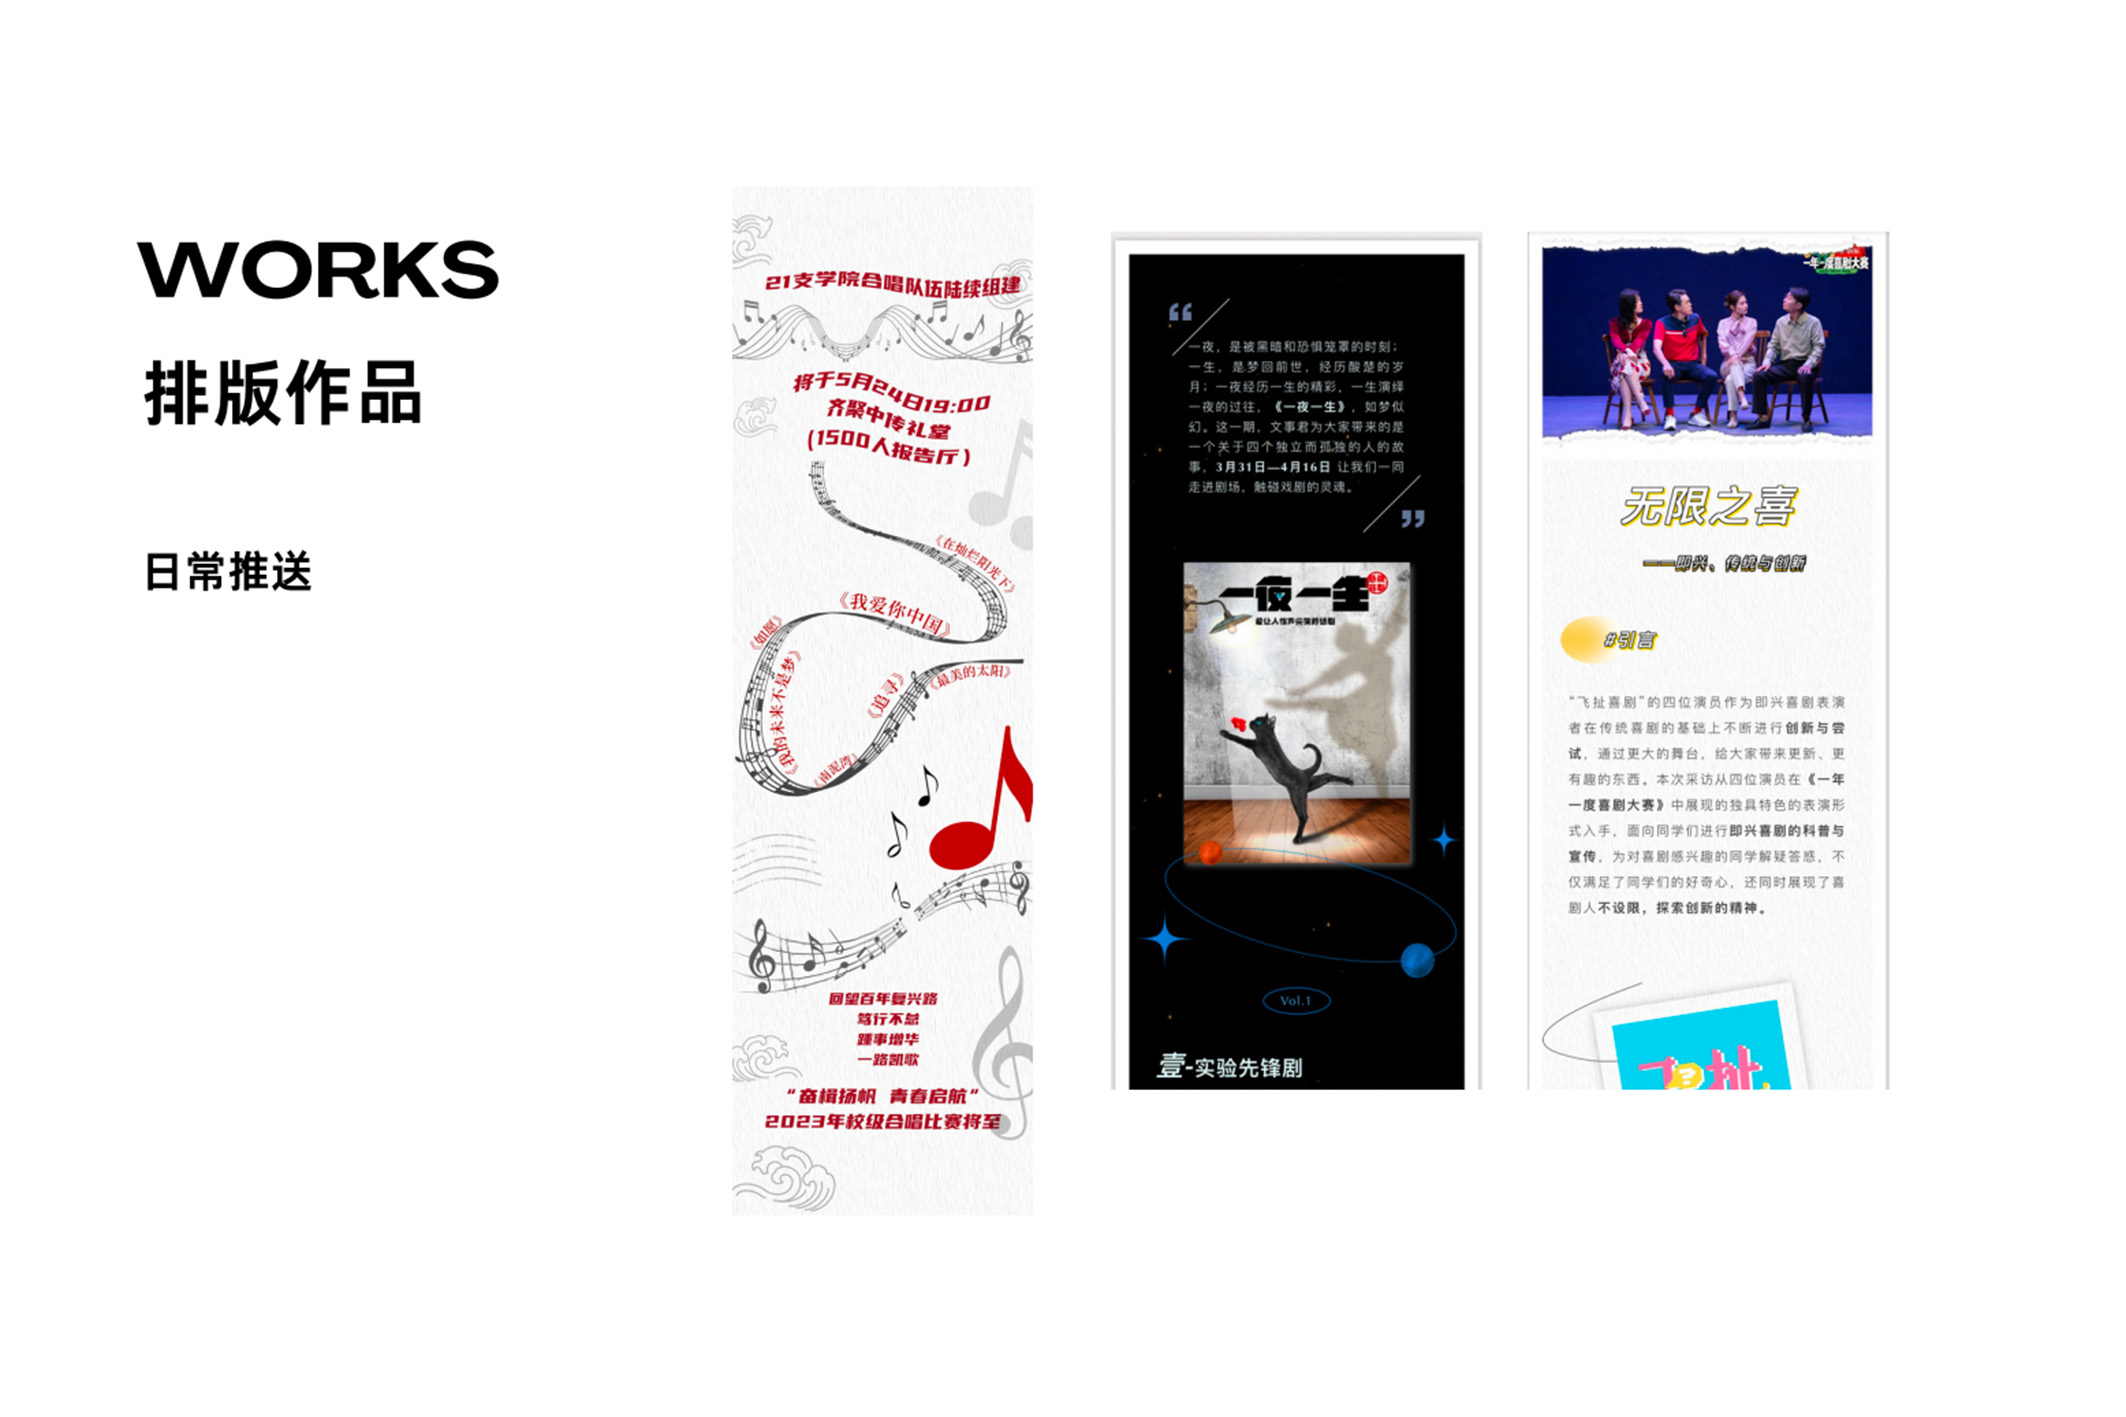 WORKS
排版作品
日常推送
21支学院合唱队伍陆续组建
将于5月24日19:00
齐聚中传礼堂
(1500人报告厅)
《在灿烂阳光下》
《我爱你中国》
《如愿》
《我的未来不是梦》
《追寻》
《最美的太阳》
《南泥湾》
回望百年复兴路
笃行不怠
踵事增华
一路凯歌
“奋楫扬帆 青春启航”
2023年校级合唱比赛将至
“
一夜，是被黑暗和恐惧笼罩的时刻；
一生，是梦回前世，经历酸楚的岁
月；一夜经历一生的精彩，一生演绎
一夜的过往，《一夜一生》，如梦似
幻。这一期，文事君为大家带来的是
一个关于四个独立而孤独的人的故
事，3月31日—4月16日 让我们一同
走进剧场，触碰戏剧的灵魂。
”
一夜一生
爱让人惊声尖笑的话剧
Vol.1
壹-实验先锋剧
一年一度喜剧大赛
无限之喜
——即兴、传统与创新
#引言
“飞扯喜剧”的四位演员作为即兴喜剧表演
者在传统喜剧的基础上不断进行创新与尝
试，通过更大的舞台，给大家带来更新、更
有趣的东西。本次采访从四位演员在《一年
一度喜剧大赛》中展现的独具特色的表演形
式入手，面向同学们进行即兴喜剧的科普与
宣传，为对喜剧感兴趣的同学解疑答惑，不
仅满足了同学们的好奇心，还同时展现了喜
剧人不设限，探索创新的精神。